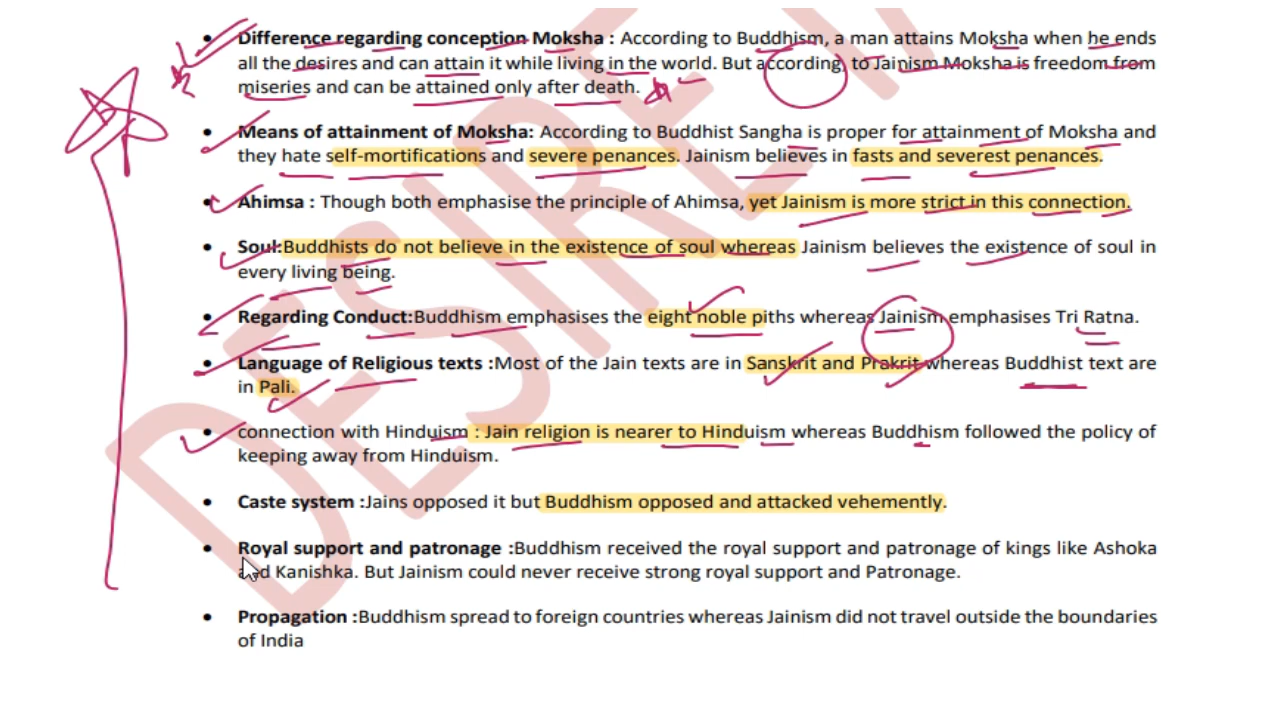 • Difference regarding conception Moksha : According to Buddhism, a man attains Moksha when he ends
all the desires and can attain it while living in the world. But according, to Jainism Moksha is freedom from
miseries and can be attained only after death.
• Means of attainment of Moksha: According to Buddhist Sangha is proper for attainment of Moksha and
they hate self-mortifications and severe penances. Jainism believes in fasts and severest penances.
• Ahimsa : Though both emphasise the principle of Ahimsa, yet Jainism is more strict in this connection.
• Soul:Buddhists do not believe in the existence of soul whereas Jainism believes the existence of soul in
every living being.
• Regarding Conduct:Buddhism emphasises the eight noble piths whereas Jainism emphasises Tri Ratna.
• Language of Religious texts :Most of the Jain texts are in Sanskrit and Prakrit whereas Buddhist text are
in Pali.
• connection with Hinduism : Jain religion is nearer to Hinduism whereas Buddhism followed the policy of
keeping away from Hinduism.
• Caste system :Jains opposed it but Buddhism opposed and attacked vehemently.
• Royal support and patronage :Buddhism received the royal support and patronage of kings like Ashoka
and Kanishka. But Jainism could never receive strong royal support and Patronage.
• Propagation :Buddhism spread to foreign countries whereas Jainism did not travel outside the boundaries
of India